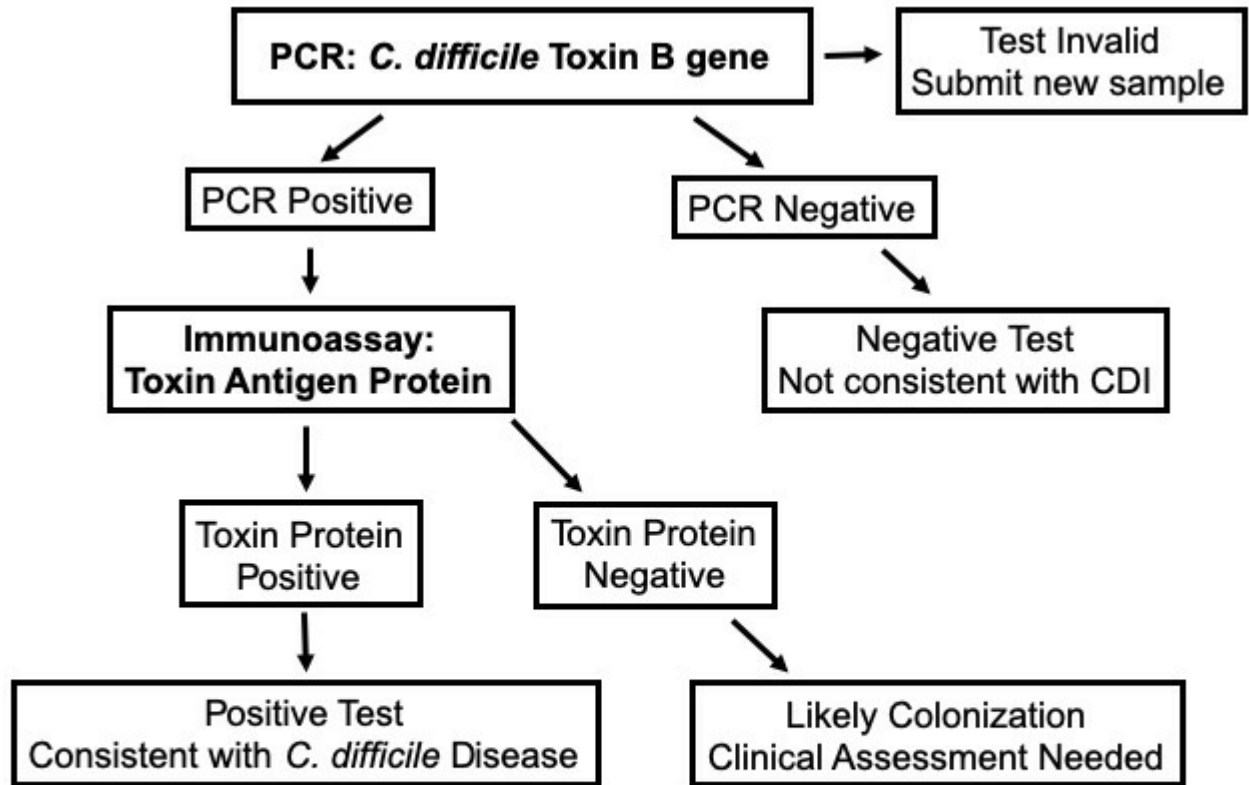 PCR: C. difficile Toxin B gene
Test Invalid
Submit new sample
PCR Positive
PCR Negative
Immunoassay:
Toxin Antigen Protein
Negative Test
Not consistent with CDI
Toxin Protein
Positive
Toxin Protein
Negative
Positive Test
Consistent with C. difficile Disease
Likely Colonization
Clinical Assessment Needed